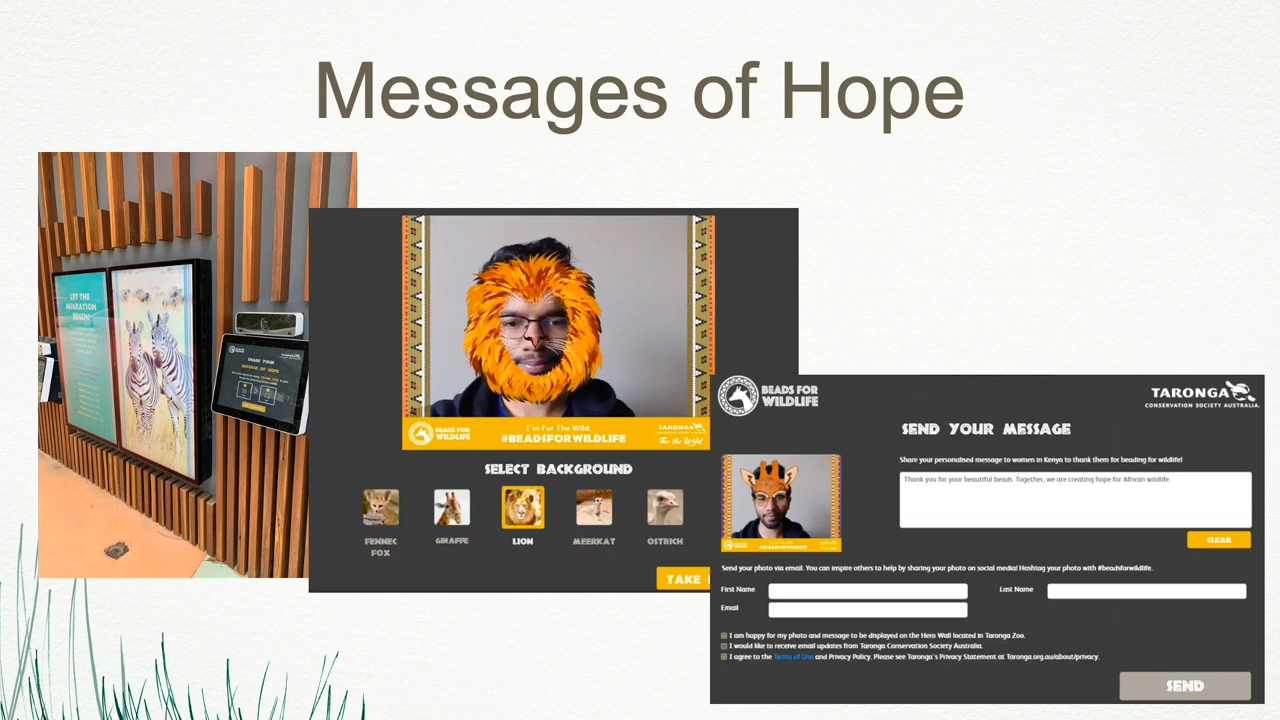 Messages of Hope
LET THE
MIGRATION
BEGIN!
SHARE YOUR
MESSAGE OF HOPE
BEADS FOR
WILDLIFE
I'm For The Wild.
#BEADSFORWILDLIFE
TARONGA
For the Wild
SELECT BACKGROUND
FENNEC
FOX
GIRAFFE
LION
MEERKAT
OSTRICH
TAKE
BEADS FOR
WILDLIFE
TARONGA
CONSERVATION SOCIETY AUSTRALIA.
SEND YOUR MESSAGE
Share your personalised message to women in Kenya to thank them for beading for wildlife!
Thank you for your beautiful beads. Together, we are creating hope for African wildlife.
CLEAR
#BEADSFORWILDLIFE
Send your photo via email. You can inspire others to help by sharing your photo on social media! Hashtag your photo with #beadsforwildlife.
First Name
Last Name
Email
I am happy for my photo and message to be displayed on the Hero Wall located in Taronga Zoo.
I would like to receive email updates from Taronga Conservation Society Australia.
I agree to the Terms of Use and Privacy Policy. Please see Taronga's Privacy Statement at Taronga.org.au/about/privacy.
SEND